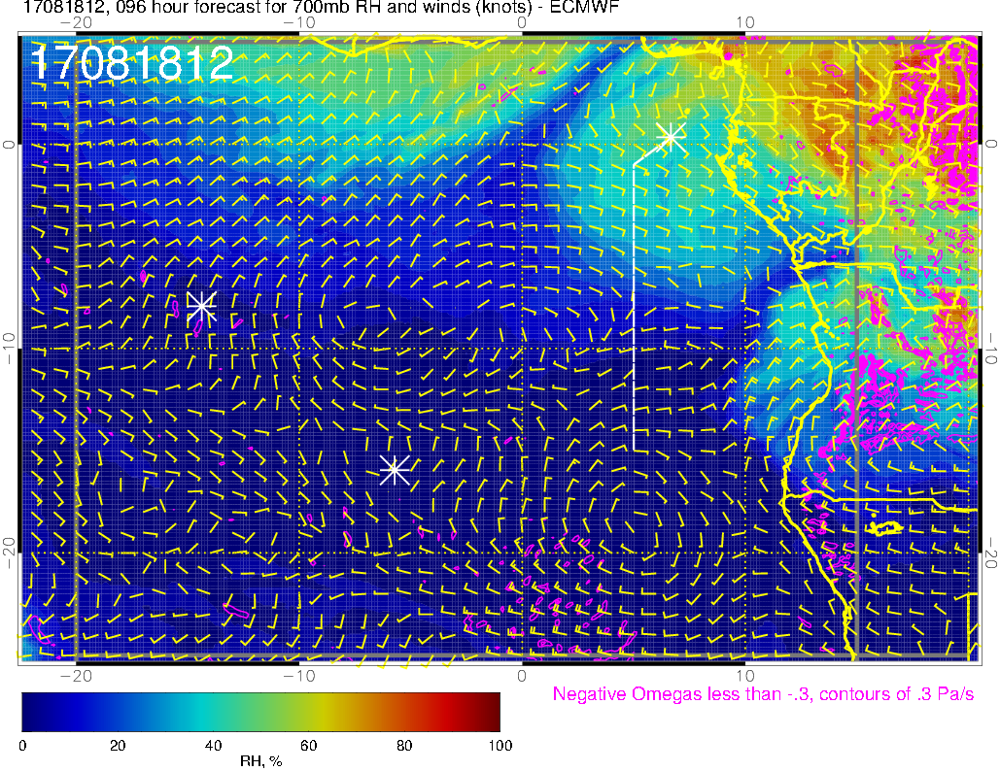 17081812, 096 hour forecast for 700mb RH and winds (knots) - ECMWF
−20 −10 0 10
17081812
0 0
−10 −10
−20 −20
−20 −10 0 10
Negative Omegas less than -.3, contours of .3 Pa/s
0 20 40 60 80 100
RH, %